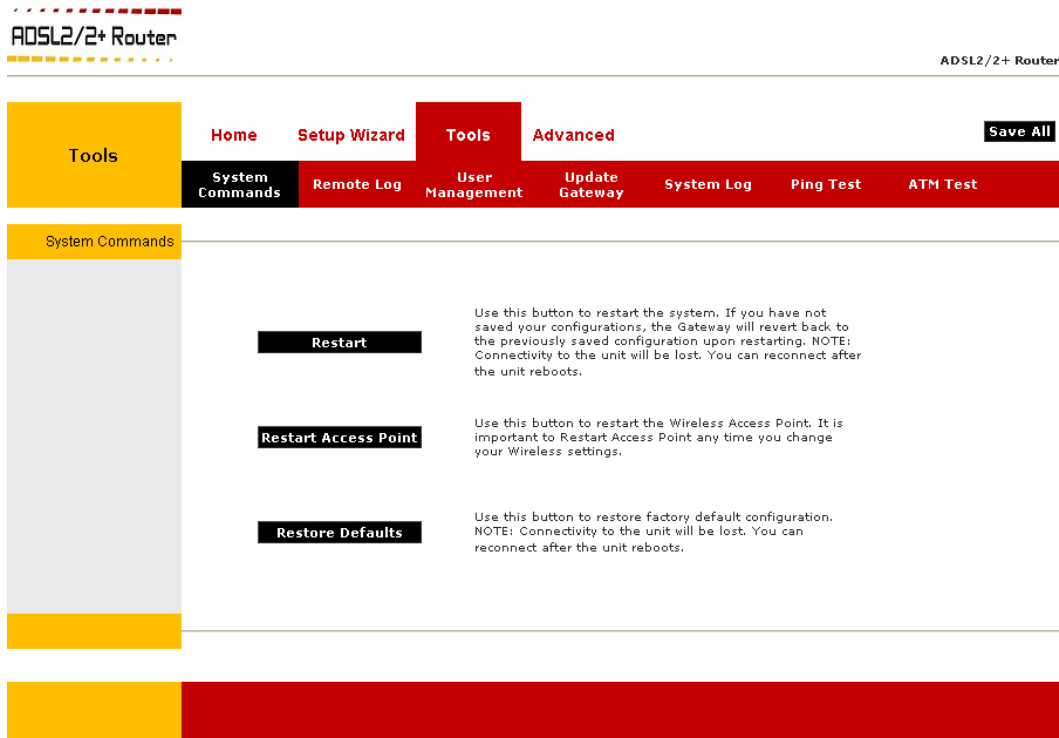 ADSL2/2+ Router
ADSL2/2+ Router
Tools
Home Setup Wizard Tools Advanced
Save All
System Commands Remote Log User Management Update Gateway System Log Ping Test ATM Test
System Commands
Restart
Use this button to restart the system. If you have not
saved your configurations, the Gateway will revert back to
the previously saved configuration upon restarting. NOTE:
Connectivity to the unit will be lost. You can reconnect after
the unit reboots.
Restart Access Point
Use this button to restart the Wireless Access Point. It is
important to Restart Access Point any time you change
your Wireless settings.
Restore Defaults
Use this button to restore factory default configuration.
NOTE: Connectivity to the unit will be lost. You can
reconnect after the unit reboots.